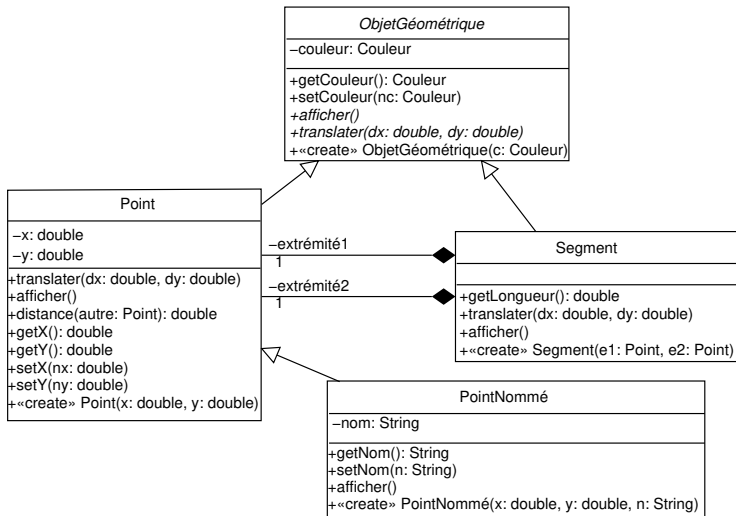 ObjetGéométrique
−couleur: Couleur
+getCouleur(): Couleur
+setCouleur(nc: Couleur)
+afficher()
+translater(dx: double, dy: double)
+«create» ObjetGéométrique(c: Couleur)
Point
−x: double
−y: double
+translater(dx: double, dy: double)
+afficher()
+distance(autre: Point): double
+getX(): double
+getY(): double
+setX(nx: double)
+setY(ny: double)
+«create» Point(x: double, y: double)
−extrémité1
1
−extrémité2
1
Segment
+getLongueur(): double
+translater(dx: double, dy: double)
+afficher()
+«create» Segment(e1: Point, e2: Point)
PointNommé
−nom: String
+getNom(): String
+setNom(n: String)
+afficher()
+«create» PointNommé(x: double, y: double, n: String)